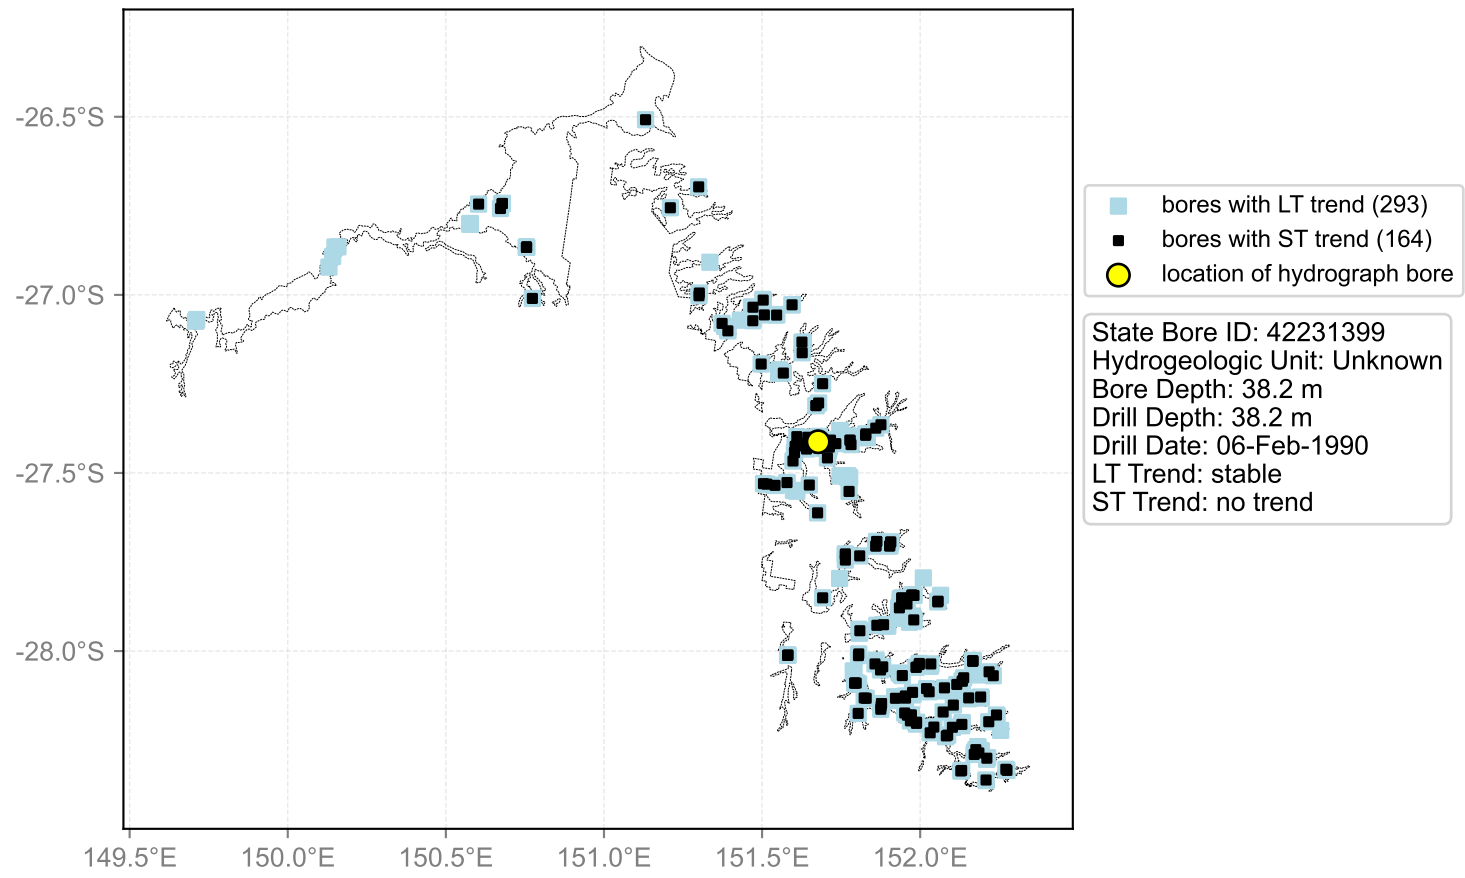 -26.5°S
-27.0°S
-27.5°S
-28.0°S
149.5°E
150.0°E
150.5°E
151.0°E
151.5°E
152.0°E
bores with LT trend (293)
bores with ST trend (164)
location of hydrograph bore
State Bore ID: 42231399
Hydrogeologic Unit: Unknown
Bore Depth: 38.2 m
Drill Depth: 38.2 m
Drill Date: 06-Feb-1990
LT Trend: stable
ST Trend: no trend